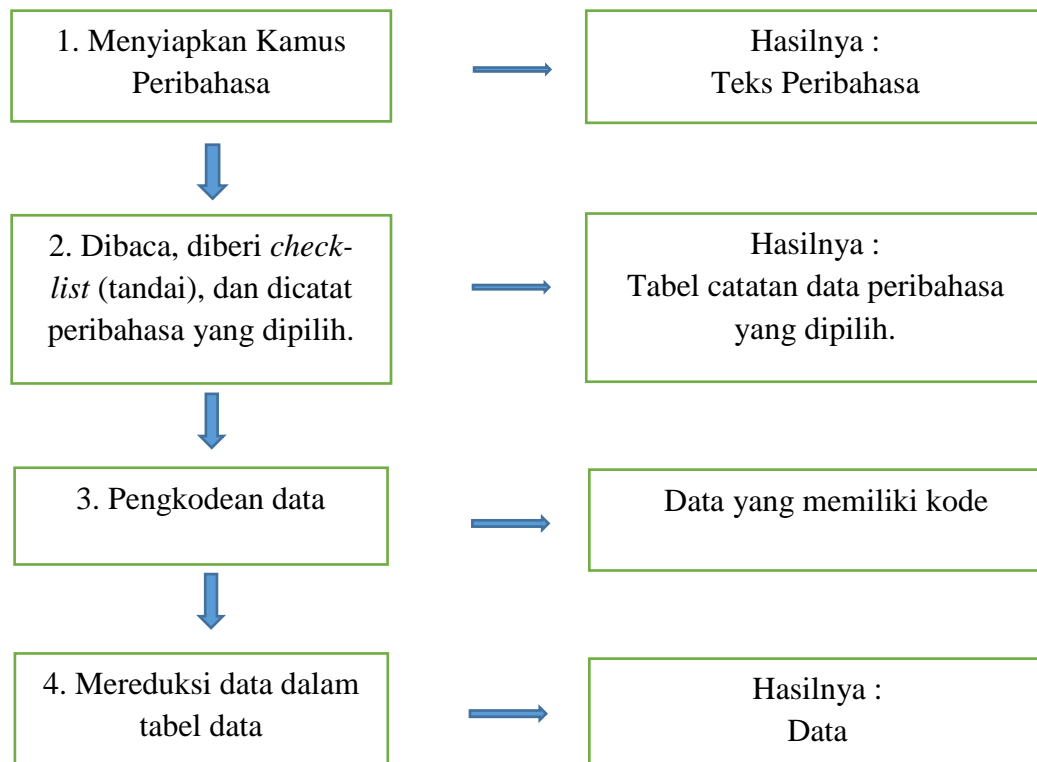 1. Menyiapkan Kamus
Peribahasa
Hasilnya :
Teks Peribahasa
2. Dibaca, diberi check-
list (tandai), dan dicatat
peribahasa yang dipilih.
Hasilnya :
Tabel catatan data peribahasa
yang dipilih.
3. Pengkodean data
Data yang memiliki kode
4. Mereduksi data dalam
tabel data
Hasilnya :
Data